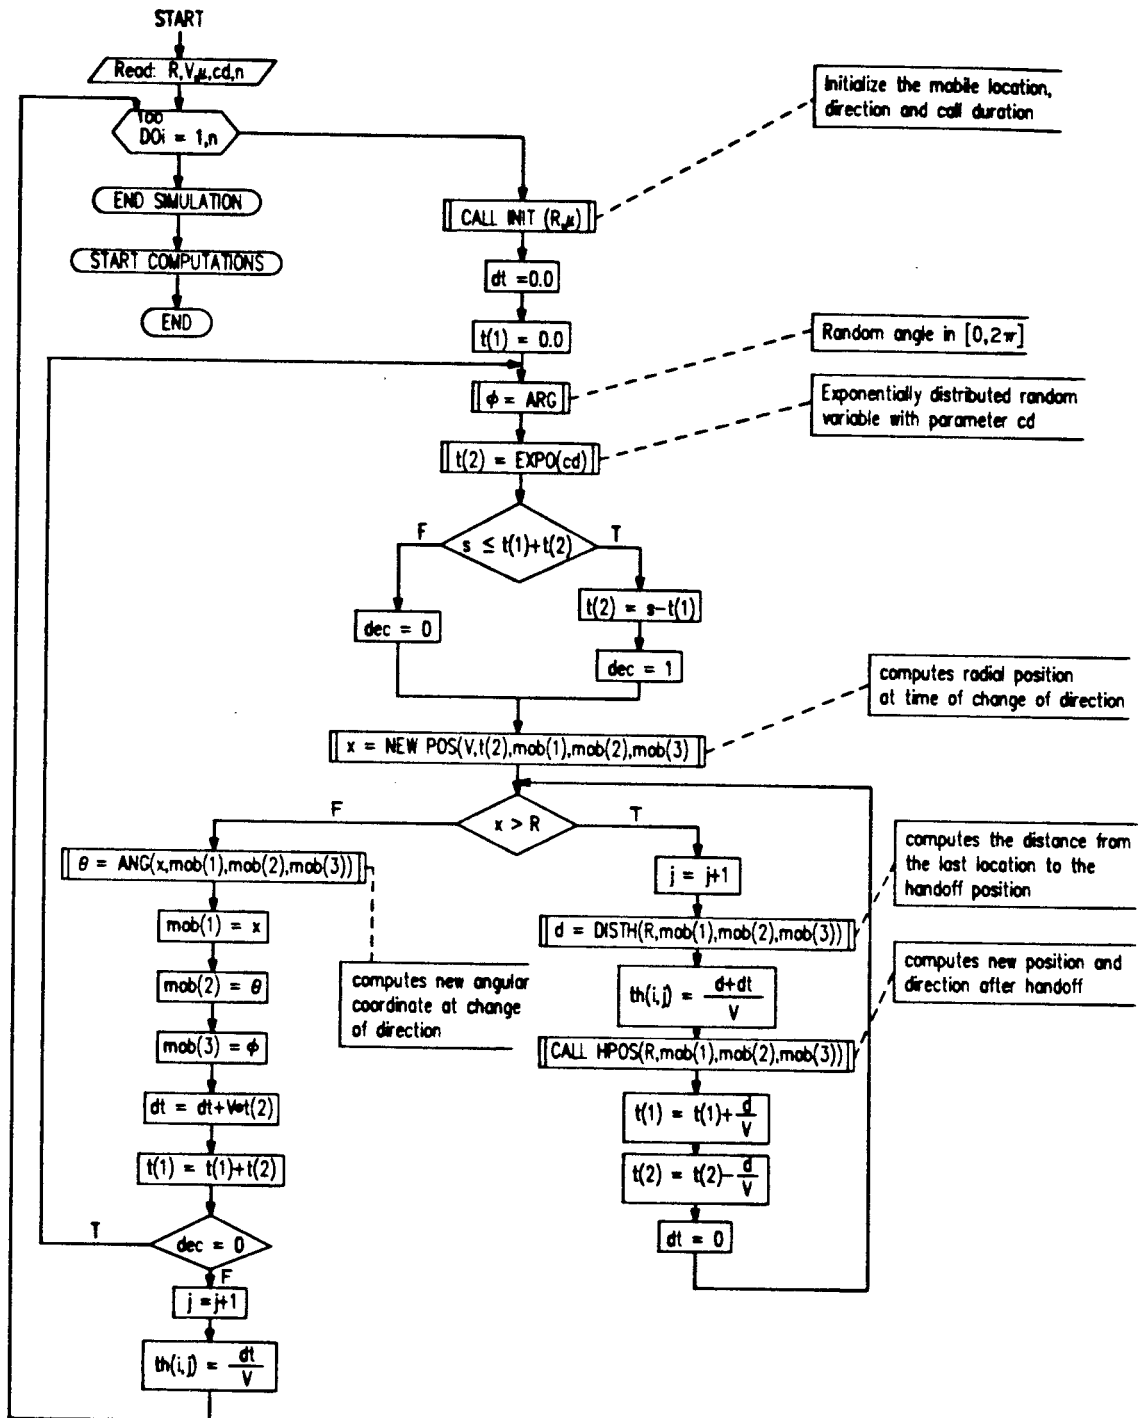 START
Read: R,V,μ,cd,n
100
DOi = 1,n
END SIMULATION
START COMPUTATIONS
END
Initialize the mobile location,
direction and call duration
CALL INIT (R,μ)
dt =0.0
t(1) = 0.0
Random angle in [0,2π]
ϕ = ARG
Exponentially distributed random
variable with parameter cd
t(2) = EXPO(cd)
F
s ≤ t(1)+t(2)
T
dec = 0
t(2) = s-t(1)
dec = 1
computes radial position
at time of change of direction
x = NEW POS(V,t(2),mob(1),mob(2),mob(3)
F
x > R
T
θ = ANG(x,mob(1),mob(2),mob(3))
mob(1) = x
mob(2) = θ
mob(3) = ϕ
computes new angular
coordinate at change
of direction
dt = dt+V•t(2)
t(1) = t(1)+t(2)
T
dec = 0
F
j =j+1
th(i,j) = dt
V
j = j+1
computes the distance from
the last location to the
handoff position
d = DISTH(R,mob(1),mob(2),mob(3))
th(i,j) = d+dt
V
computes new position and
direction after handoff
CALL HPOS(R,mob(1),mob(2),mob(3))
t(1) = t(1)+ d
V
t(2) = t(2)- d
V
dt = 0